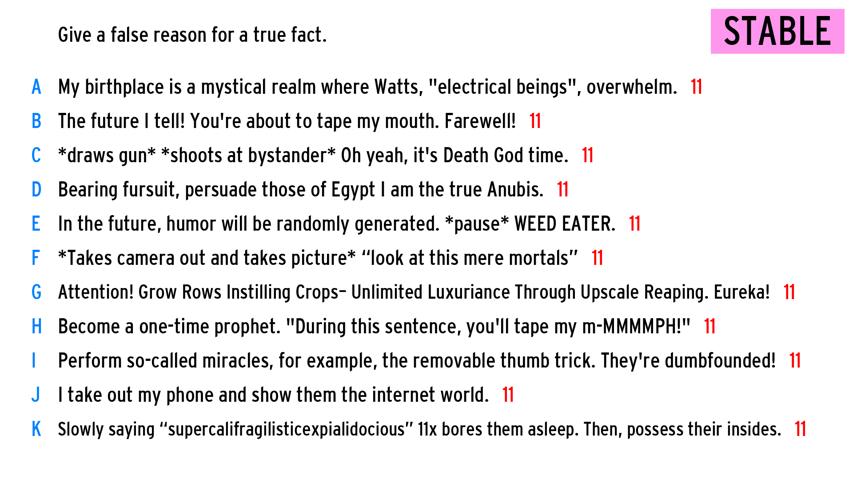 Give a false reason for a true fact.
STABLE
A My birthplace is a mystical realm where Watts, "electrical beings", overwhelm. 11
B The future I tell! You're about to tape my mouth. Farewell! 11
C *draws gun* *shoots at bystander* Oh yeah, it's Death God time. 11
D Bearing fursuit, persuade those of Egypt I am the true Anubis. 11
E In the future, humor will be randomly generated. *pause* WEED EATER. 11
F *Takes camera out and takes picture* “look at this mere mortals” 11
G Attention! Grow Rows Instilling Crops– Unlimited Luxuriance Through Upscale Reaping. Eureka! 11
H Become a one-time prophet. "During this sentence, you'll tape my m-MMMMPH!" 11
I Perform so-called miracles, for example, the removable thumb trick. They're dumbfounded! 11
J I take out my phone and show them the internet world. 11
K Slowly saying “supercalifragilisticexpialidocious” 11x bores them asleep. Then, possess their insides. 11